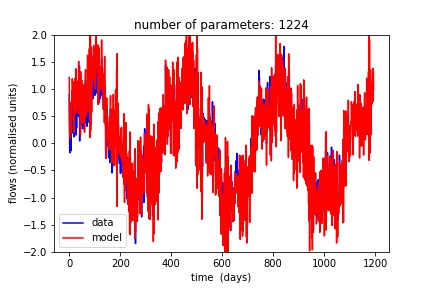 number of parameters: 1224
flows (normalised units)
2.0
1.5
1.0
0.5
0.0
−0.5
−1.0
−1.5
−2.0
data
model
0 200 400 600 800 1000 1200
time (days)